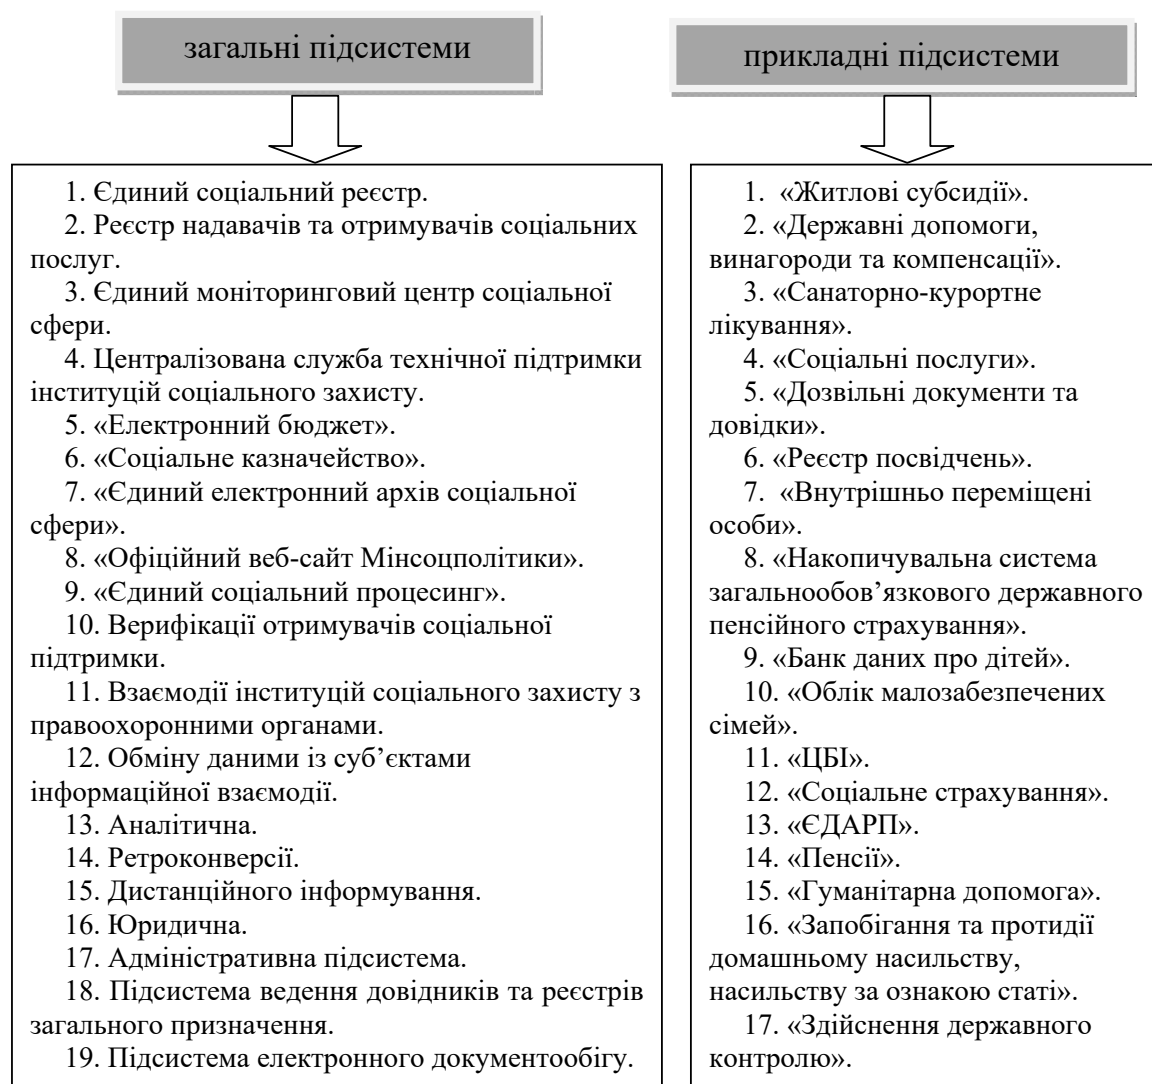 загальні підсистеми
1. Єдиний соціальний реєстр.
2. Реєстр надавачів та отримувачів соціальних
послуг.
3. Єдиний моніторинговий центр соціальної
сфери.
4. Централізована служба технічної підтримки
інституцій соціального захисту.
5. «Електронний бюджет».
6. «Соціальне казначейство».
7. «Єдиний електронний архів соціальної
сфери».
8. «Офіційний веб-сайт Мінсоцполітики».
9. «Єдиний соціальний процесинг».
10. Верифікації отримувачів соціальної
підтримки.
11. Взаємодії інституцій соціального захисту з
правоохоронними органами.
12. Обміну даними із суб’єктами
інформаційної взаємодії.
13. Аналітична.
14. Ретроконверсії.
15. Дистанційного інформування.
16. Юридична.
17. Адміністративна підсистема.
18. Підсистема ведення довідників та реєстрів
загального призначення.
19. Підсистема електронного документообігу.
прикладні підсистеми
1. «Житлові субсидії».
2. «Державні допомоги,
винагороди та компенсації».
3. «Санаторно-курортне
лікування».
4. «Соціальні послуги».
5. «Дозвільні документи та
довідки».
6. «Реєстр посвідчень».
7. «Внутрішньо переміщені
особи».
8. «Накопичувальна система
загальнообов’язкового державного
пенсійного страхування».
9. «Банк даних про дітей».
10. «Облік малозабезпечених
сімей».
11. «ЦБІ».
12. «Соціальне страхування».
13. «ЄДАРП».
14. «Пенсії».
15. «Гуманітарна допомога».
16. «Запобігання та протидії
домашньому насильству,
насильству за ознакою статі».
17. «Здійснення державного
контролю».